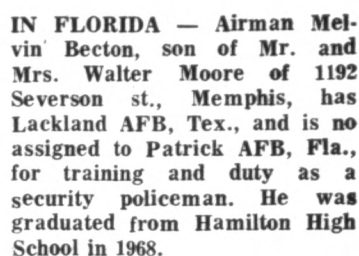 IN FLORIDA — Airman Mel-
vin Becton, son of Mr. and
Mrs. Walter Moore of 1192
Severson st., Memphis, has
Lackland AFB, Tex., and is no
assigned to Patrick AFB, Fla.,
for training and duty as a
security policeman. He was
graduated from Hamilton High
School in 1968.